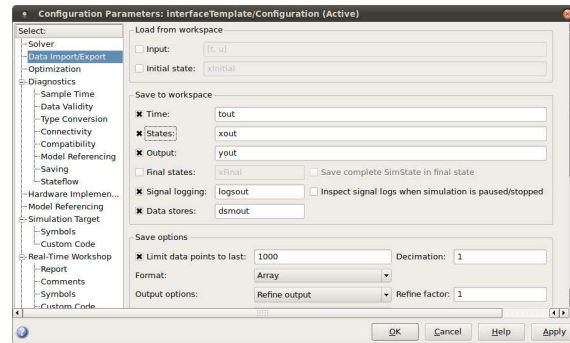 Configuration Parameters: interfaceTemplate/Configuration (Active)
Select:
Solver
Data Import/Export
Optimization
Diagnostics
Sample Time
Data Validity
Type Conversion
Connectivity
Compatibility
Model Referencing
Saving
Stateflow
Hardware Implemen...
Model Referencing
Simulation Target
Symbols
Custom Code
Real-Time Workshop
Report
Comments
Symbols
Custom Code
Load from workspace
Input: [t, u]
Initial state: xInitial
Save to workspace
Time: tout
States: xout
Output: yout
Final states: xFinal Save complete SimState in final state
Signal logging: logsout Inspect signal logs when simulation is paused/stopped
Data stores: dsmout
Save options
Limit data points to last: 1000 Decimation: 1
Format: Array
Output options: Refine output Refine factor: 1
OK Cancel Help Apply